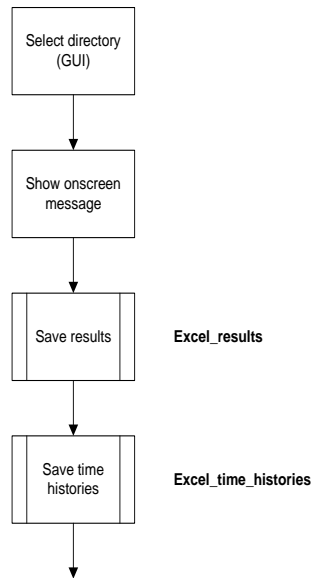 Select directory
(GUI)
Show onscreen
message
Save results
Excel_results
Save time
histories
Excel_time_histories